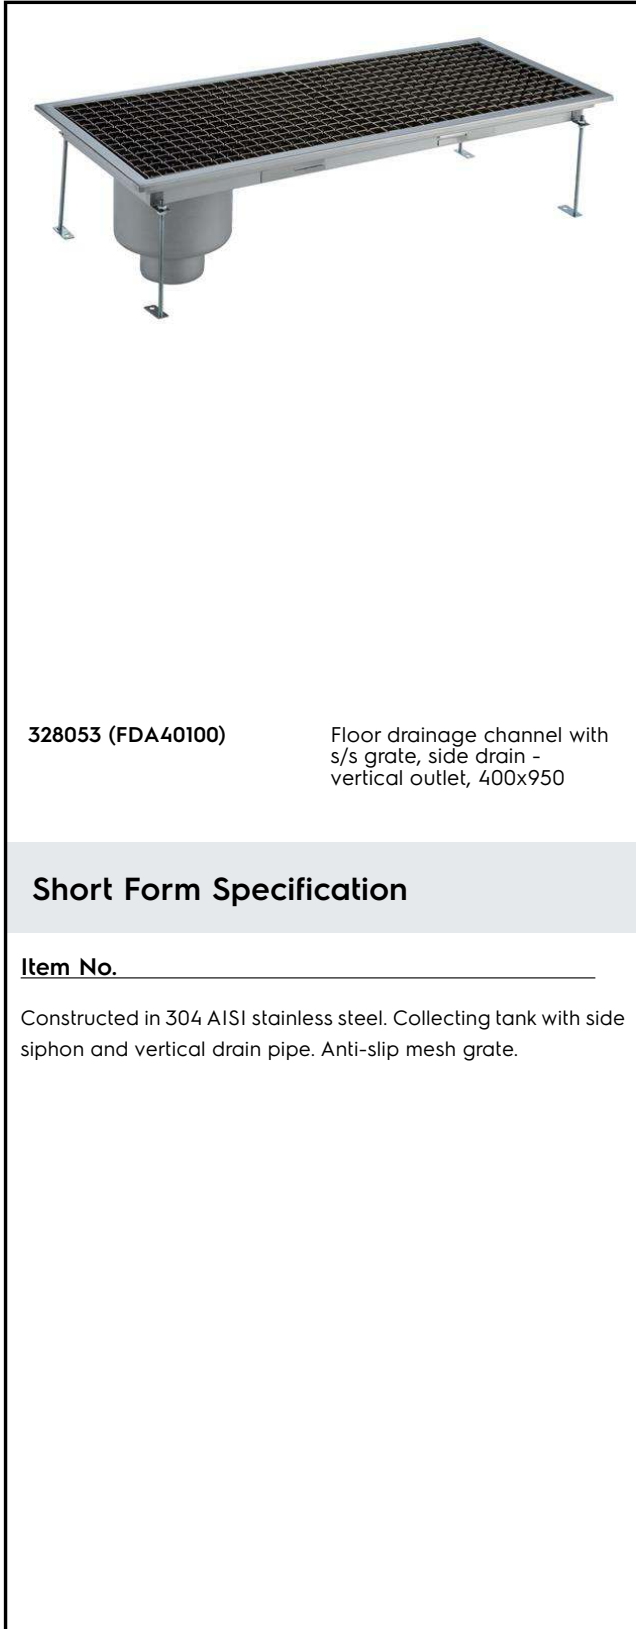 328053 (FDA40100)
Floor drainage channel with
s/s grate, side drain -
vertical outlet, 400x950
Short Form Specification
Item No.
Constructed in 304 AISI stainless steel. Collecting tank with side
siphon and vertical drain pipe. Anti-slip mesh grate.